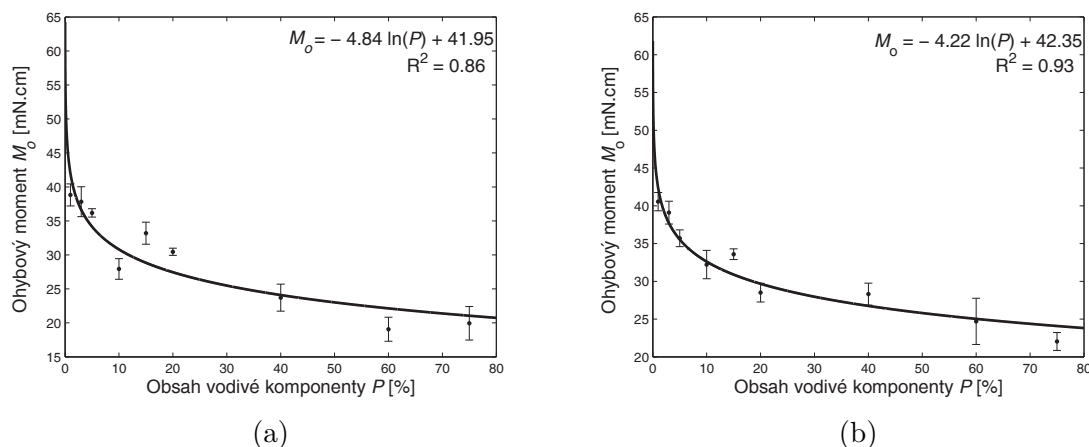 M_o = – 4.84 ln(P) + 41.95
R² = 0.86
Ohybový moment M_o [mN.cm]
65
60
55
50
45
40
35
30
25
20
15
0 10 20 30 40 50 60 70 80
Obsah vodivé komponenty P [%]
(a)
M_o = – 4.22 ln(P) + 42.35
R² = 0.93
Ohybový moment M_o [mN.cm]
65
60
55
50
45
40
35
30
25
20
0 10 20 30 40 50 60 70 80
Obsah vodivé komponenty P [%]
(b)